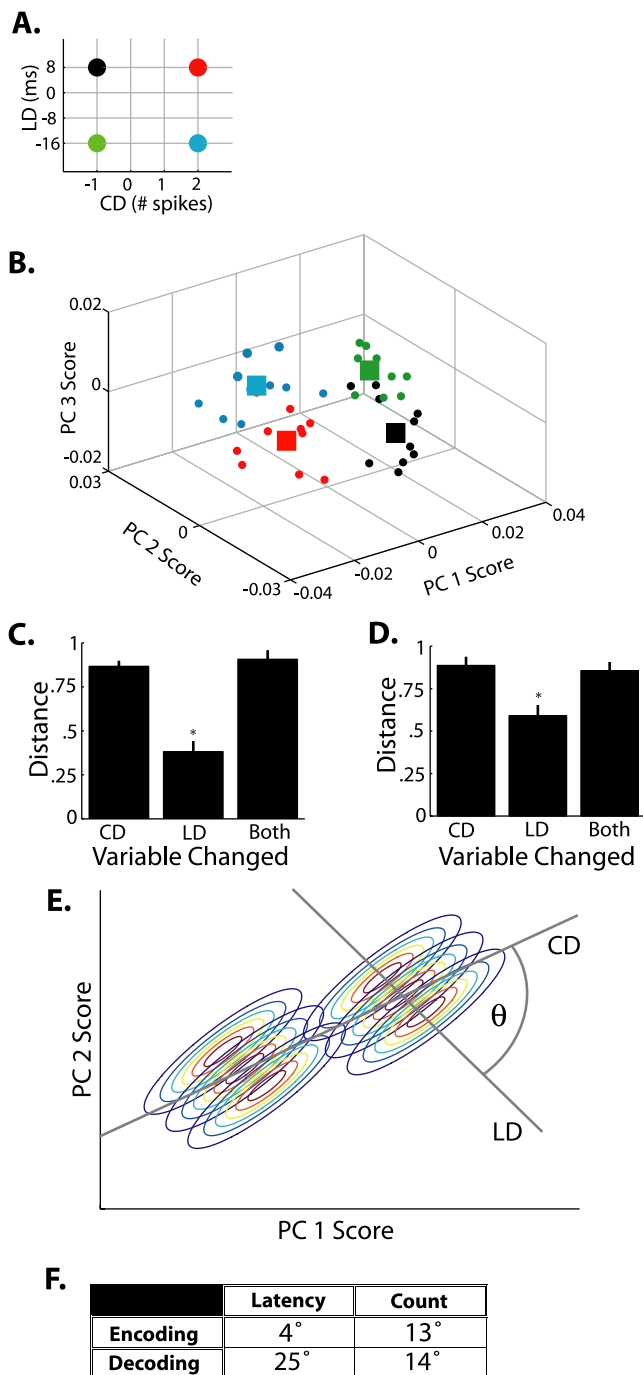 A.
8
0
-8
-16
LD (ms)
-1 0 1 2
CD (# spikes)
B.
0.02
0
-0.02
PC 3 Score
0.03
0
-0.03
PC 2 Score
-0.04
-0.02
0
0.02
0.04
PC 1 Score
C.
1
.75
.5
.25
0
Distance
*
CD LD Both
Variable Changed
D.
1
.75
.5
.25
0
Distance
*
CD LD Both
Variable Changed
E.
PC 2 Score
CD
θ
LD
PC 1 Score
F.
Latency Count
Encoding 4° 13°
Decoding 25° 14°